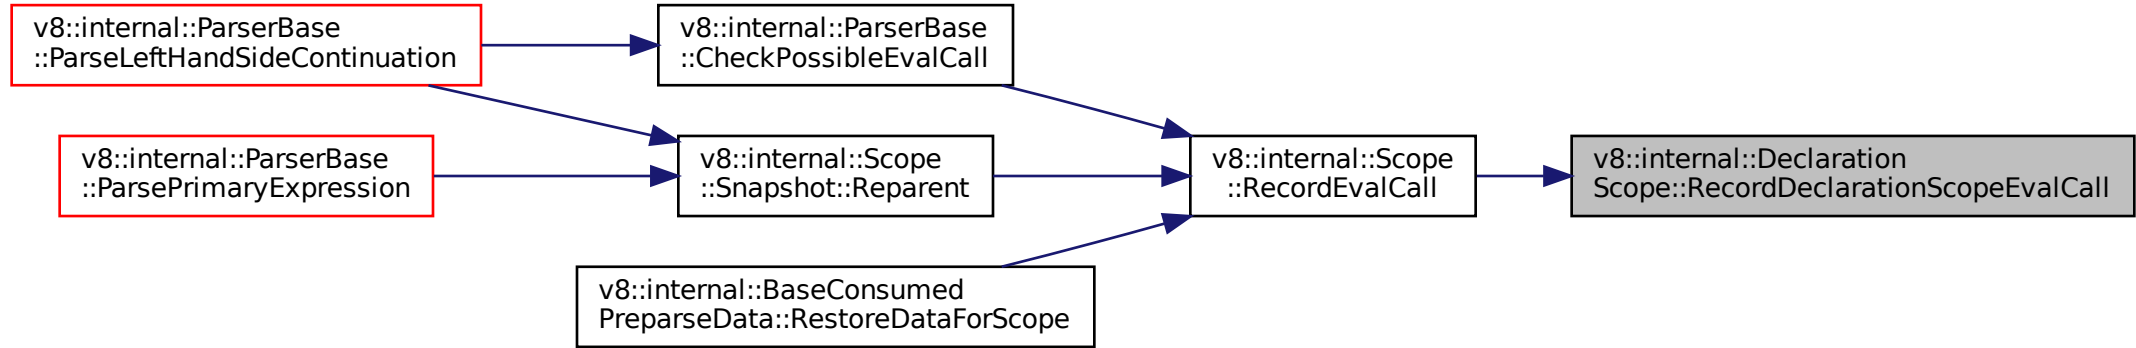 v8::internal::ParserBase
::ParseLeftHandSideContinuation
v8::internal::ParserBase
::CheckPossibleEvalCall
v8::internal::ParserBase
::ParsePrimaryExpression
v8::internal::Scope
::Snapshot::Reparent
v8::internal::Scope
::RecordEvalCall
v8::internal::Declaration
Scope::RecordDeclarationScopeEvalCall
v8::internal::BaseConsumed
PreparseData::RestoreDataForScope